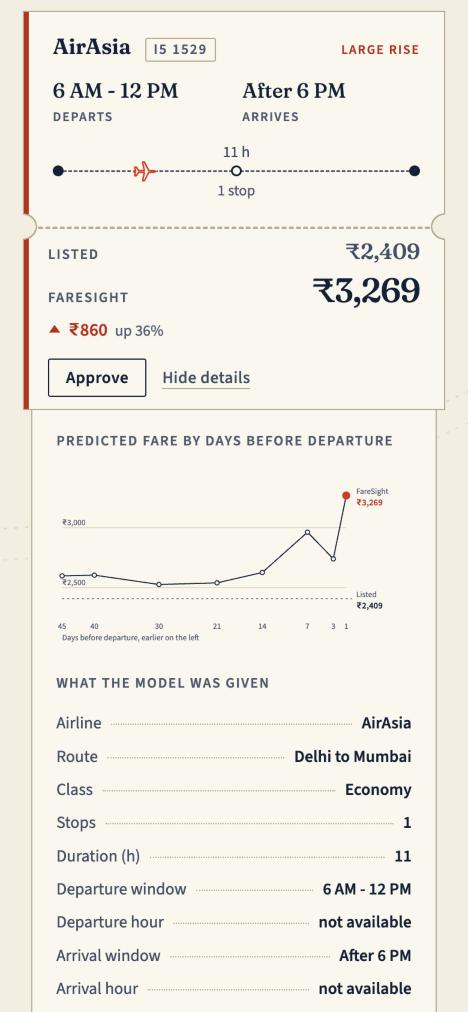 AirAsia I5 1529 LARGE RISE
6 AM - 12 PM After 6 PM
DEPARTS ARRIVES
11 h
1 stop
LISTED ₹2,409
FARESIGHT ₹3,269
₹860 up 36%
Approve Hide details
PREDICTED FARE BY DAYS BEFORE DEPARTURE
FareSight
₹3,269
₹3,000
₹2,500
Listed
₹2,409
45 40 30 21 14 7 3 1
Days before departure, earlier on the left
WHAT THE MODEL WAS GIVEN
Airline AirAsia
Route Delhi to Mumbai
Class Economy
Stops 1
Duration (h) 11
Departure window 6 AM - 12 PM
Departure hour not available
Arrival window After 6 PM
Arrival hour not available